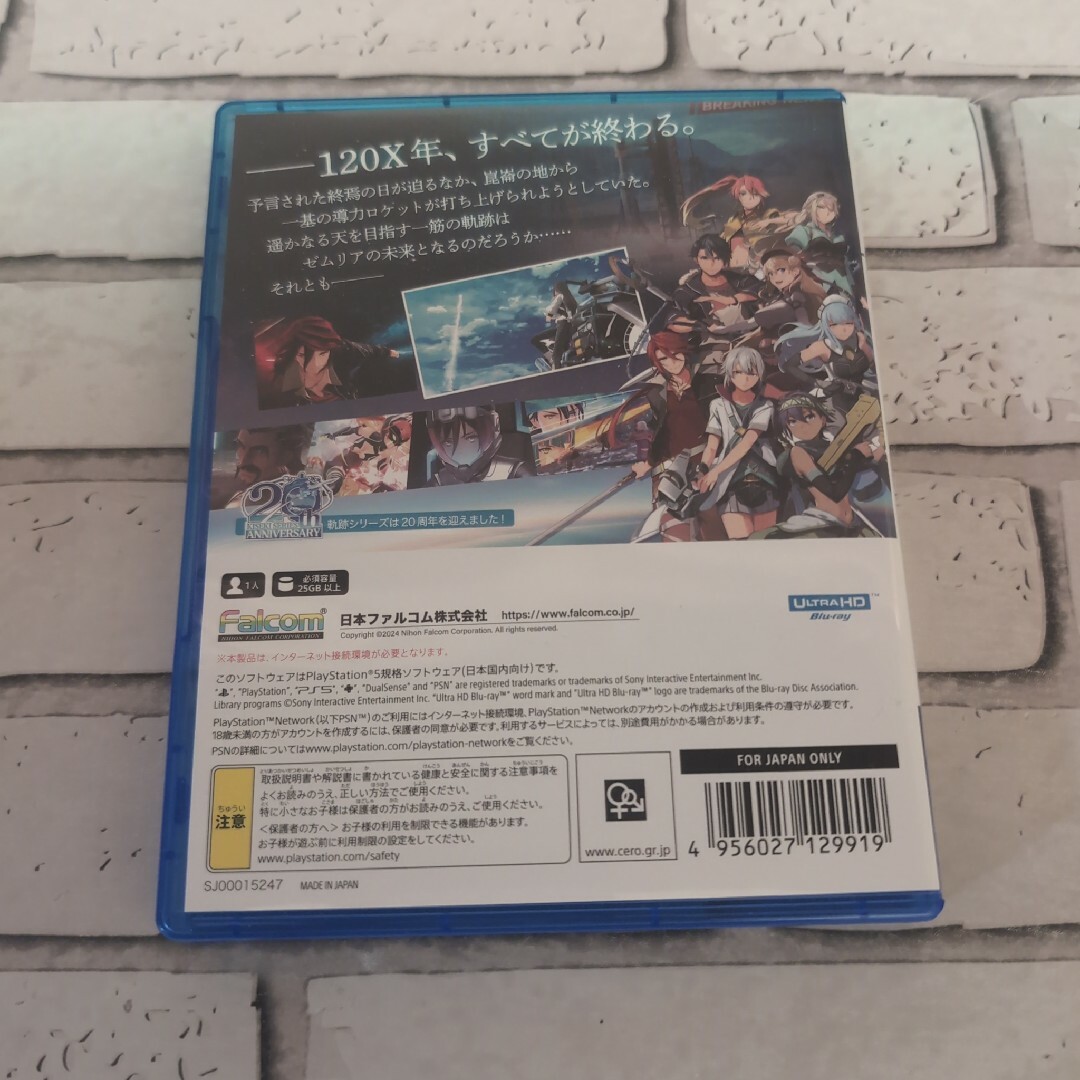 BREAKING
――120X年、すべてが終わる。
予言された終焉の日が迫るなか、崑崙の地から
一基の導力ロケットが打ち上げられようとしていた。
遥かなる天を目指す一筋の軌跡は
ゼムリアの未来となるのだろうか……
それとも――
20th
ANNIVERSARY
軌跡シリーズは20周年を迎えました!
1人
必須容量
25GB 以上
Falcom®
NIHON FALCOM CORPORATION
日本ファルコム株式会社 https://www.falcom.co.jp/
Copyright ©2024 Nihon Falcom Corporation. All rights reserved.
ULTRA HD™
Blu-ray
※本製品は、インターネット接続環境が必要となります。
このソフトウェアはPlayStation®5規格ソフトウェア(日本国内向け)です。
"PlayStation", "PS5", "DualSense" and "PSN" are registered trademarks or trademarks of Sony Interactive Entertainment Inc.
Library programs ©Sony Interactive Entertainment Inc. "Ultra HD Blu-ray™" word mark and "Ultra HD Blu-ray™" logo are trademarks of the Blu-ray Disc Association.
PlayStation™Network(以下PSN™)のご利用にはインターネット接続環境、PlayStation™Networkのアカウントの作成および利用条件の遵守が必要です。
18歳未満の方がアカウントを作成するには、保護者の同意が必要です。利用するサービスによっては、別途費用がかかる場合があります。
PSNの詳細についてはwww.playstation.com/playstation-networkをご覧ください。
ちゅうい
注意
取扱説明書や解説書に書かれている健康と安全に関する注意事項を
よくお読みのうえ、正しい方法でご使用ください。
特に小さなお子様は保護者の方がお読みのうえ、ご使用ください。
<保護者の方へ> お子様の利用を制限できる機能があります。
お子様が遊ぶ前に利用制限の設定をしてください。
www.playstation.com/safety
www.cero.gr.jp
FOR JAPAN ONLY
4 956027 129919
SJ00015247 MADE IN JAPAN